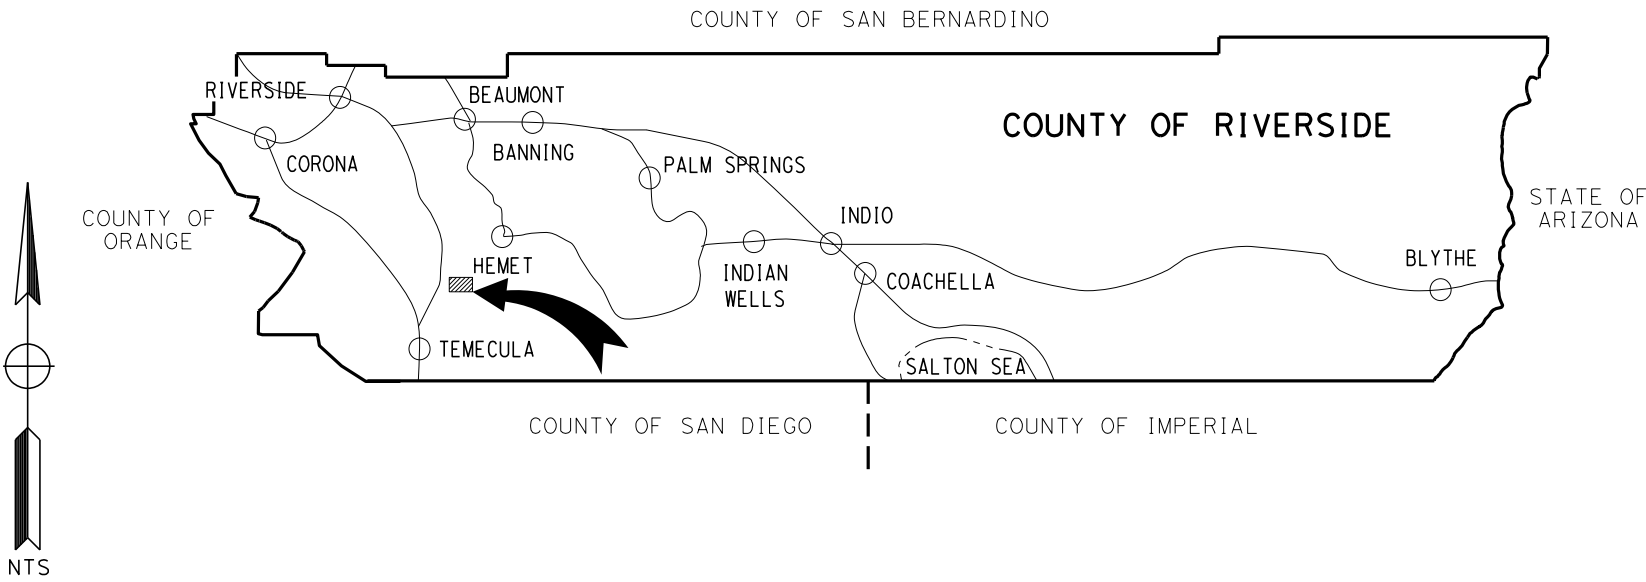 COUNTY OF SAN BERNARDINO
RIVERSIDE
BEAUMONT
COUNTY OF RIVERSIDE
BANNING
CORONA
PALM SPRINGS
STATE OF
ARIZONA
COUNTY OF
ORANGE
INDIO
HEMET
INDIAN
WELLS
COACHELLA
BLYTHE
TEMECULA
SALTON SEA
COUNTY OF SAN DIEGO
COUNTY OF IMPERIAL
NTS